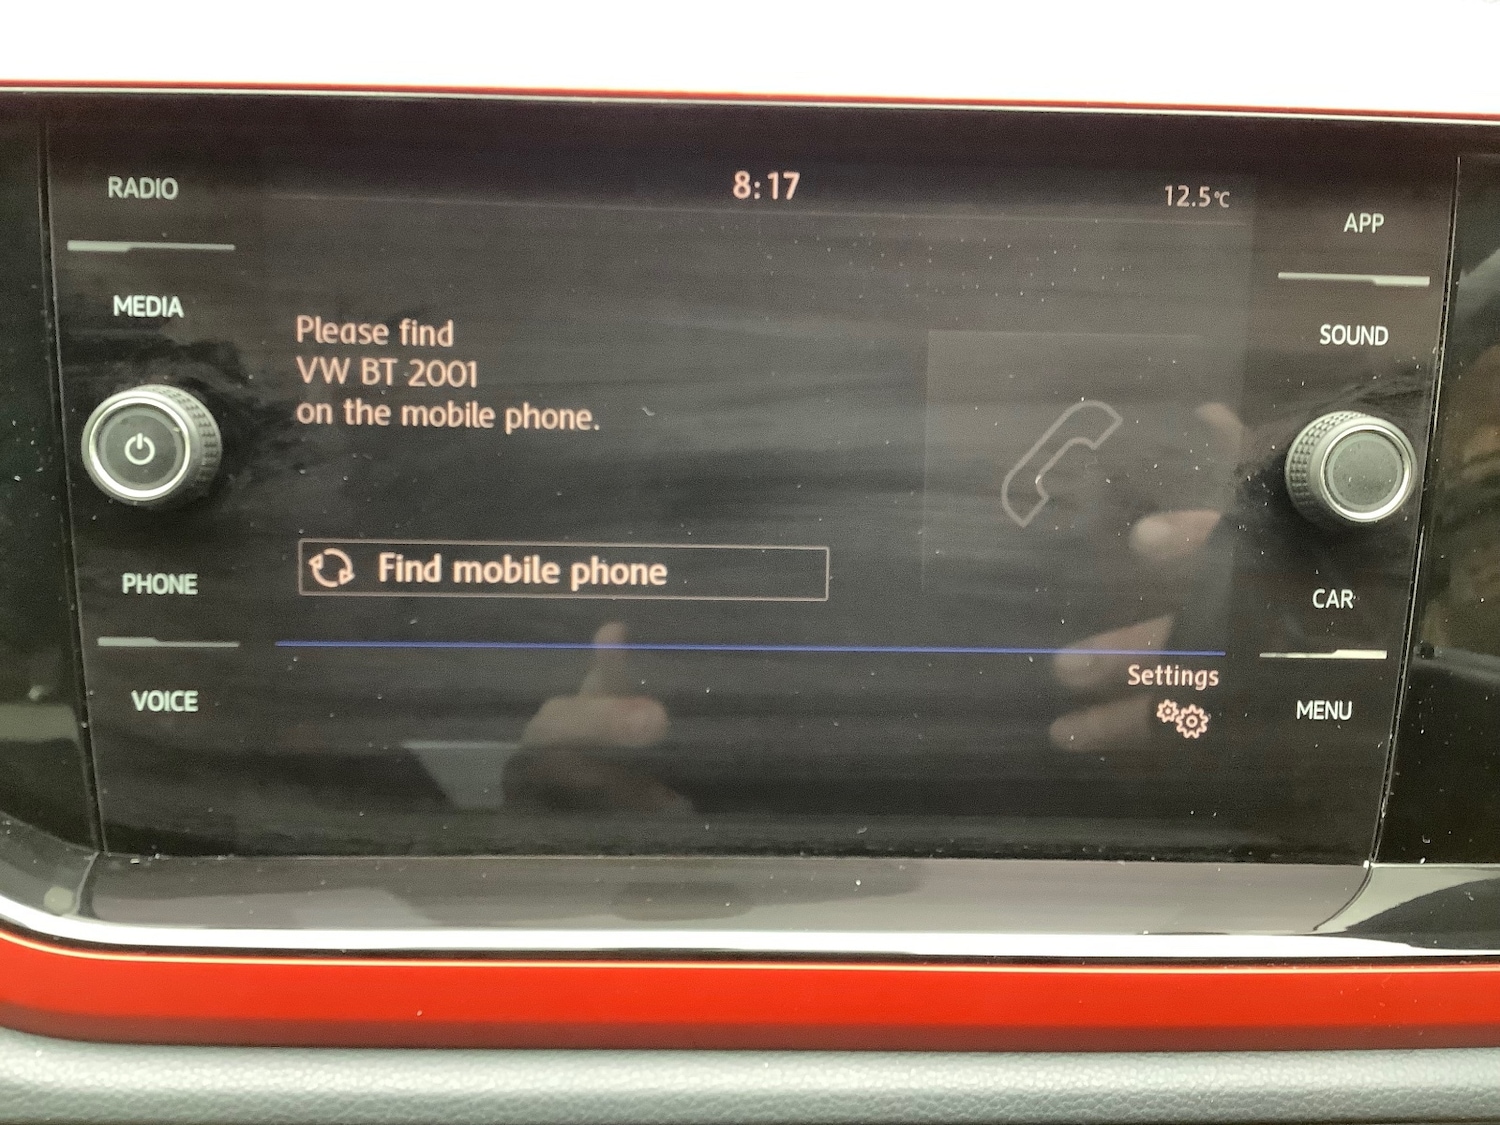 RADIO
8:17
12.5°C
APP
MEDIA
SOUND
Please find
VW BT 2001
on the mobile phone.
Find mobile phone
PHONE
CAR
Settings
VOICE
MENU